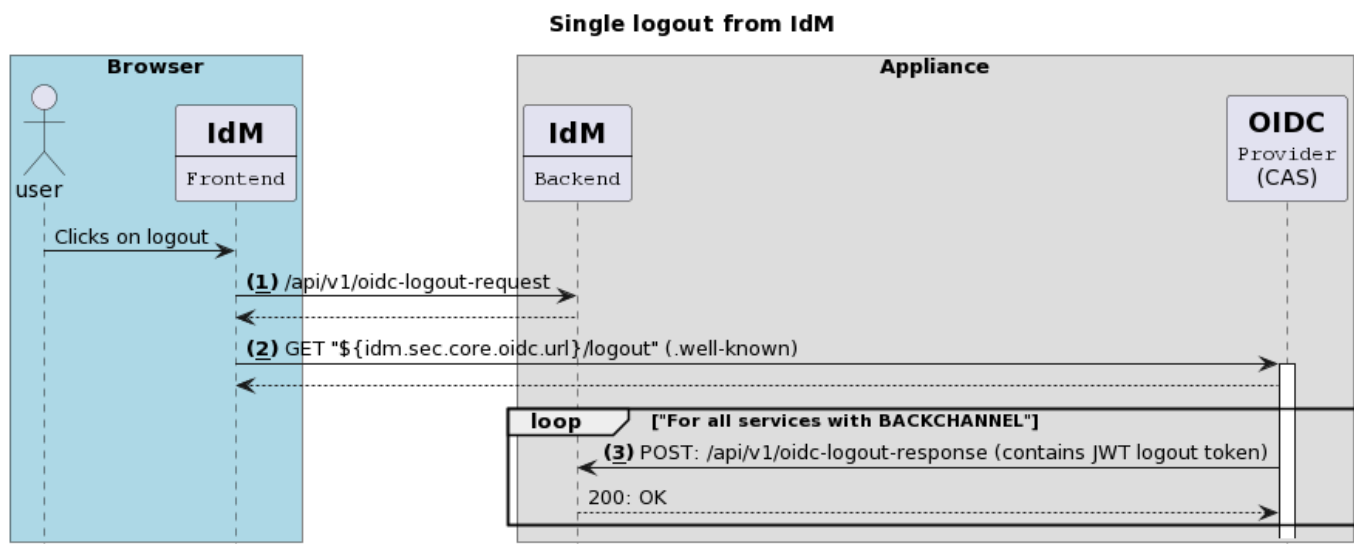 Single logout from IdM
Browser
Appliance
user
IdM
Frontend
IdM
Backend
OIDC
Provider
(CAS)
Clicks on logout
(1) /api/v1/oidc-logout-request
(2) GET "${idm.sec.core.oidc.url}/logout" (.well-known)
loop ["For all services with BACKCHANNEL"]
(3) POST: /api/v1/oidc-logout-response (contains JWT logout token)
200: OK